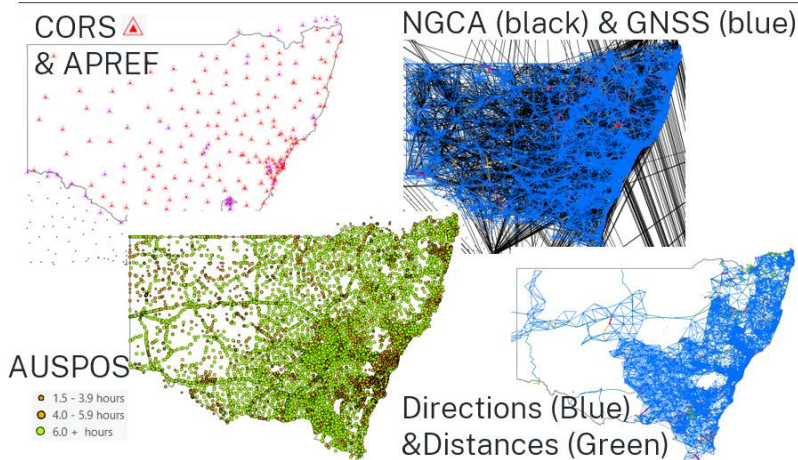 CORS
& APREF
NGCA (black) & GNSS (blue)
AUSPOS
1.5 - 3.9 hours
4.0 - 5.9 hours
6.0 + hours
Directions (Blue)
&Distances (Green)